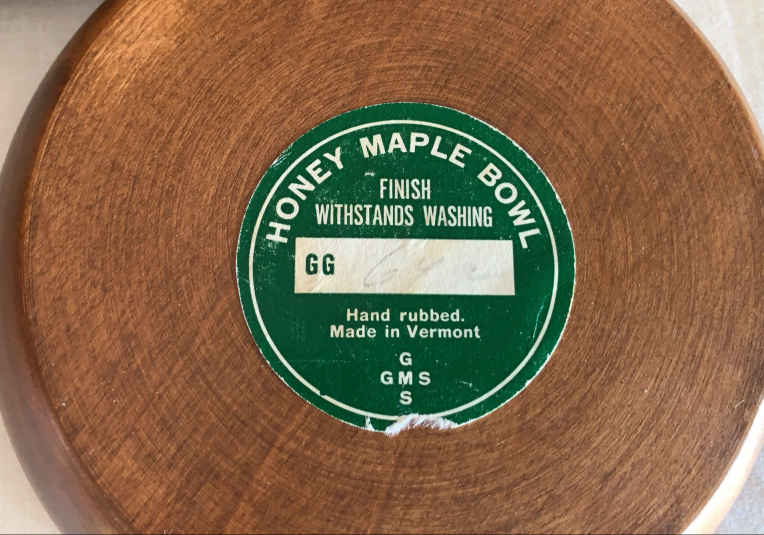 HONEY MAPLE BOWL
FINISH
WITHSTANDS WASHING
GG
Hand rubbed.
Made in Vermont
G
GMS
S